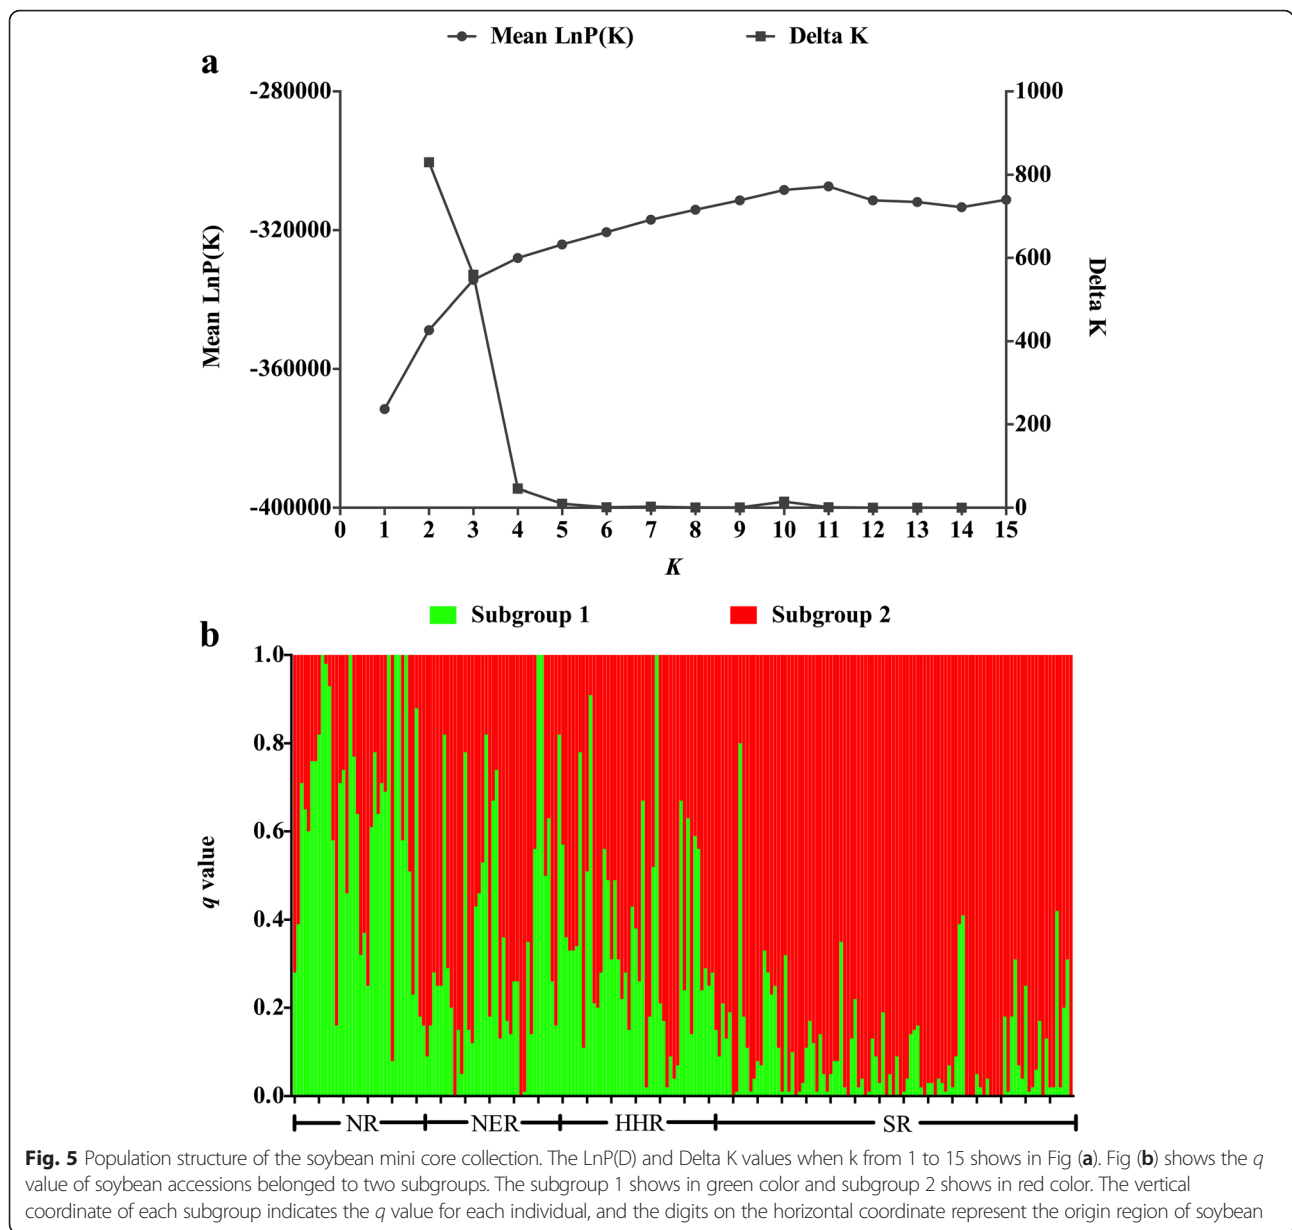 Mean LnP(K) Delta K
a
-280000 1000
800
-320000
600
Mean LnP(K) Delta K
400
-360000
200
-400000 0
0 1 2 3 4 5 6 7 8 9 10 11 12 13 14 15
K
Subgroup 1 Subgroup 2
b
1.0
0.8
0.6
q value
0.4
0.2
0.0
NR NER HHR SR
Fig. 5 Population structure of the soybean mini core collection. The LnP(D) and Delta K values when k from 1 to 15 shows in Fig (a). Fig (b) shows the q
value of soybean accessions belonged to two subgroups. The subgroup 1 shows in green color and subgroup 2 shows in red color. The vertical
coordinate of each subgroup indicates the q value for each individual, and the digits on the horizontal coordinate represent the origin region of soybean